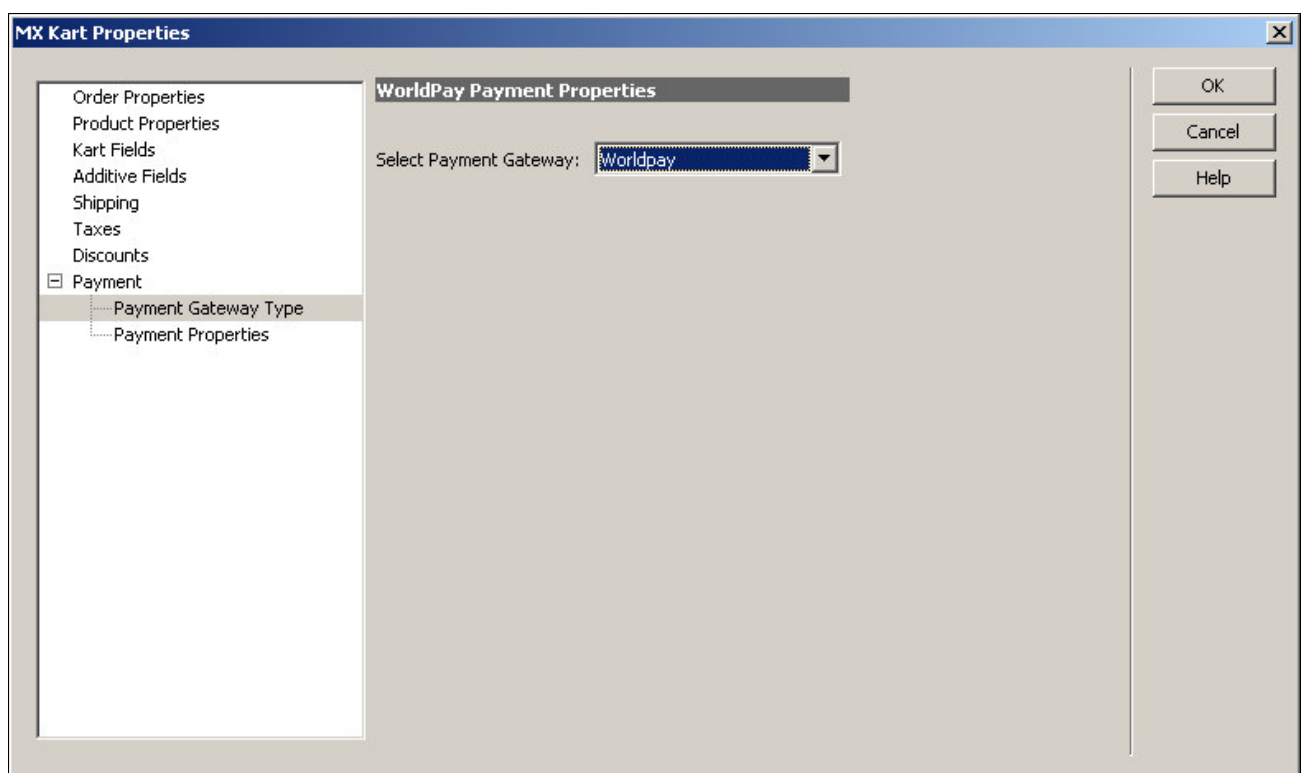 MX Kart Properties
Order Properties
Product Properties
Kart Fields
Additive Fields
Shipping
Taxes
Discounts
Payment
Payment Gateway Type
Payment Properties
WorldPay Payment Properties
Select Payment Gateway: Worldpay
OK
Cancel
Help